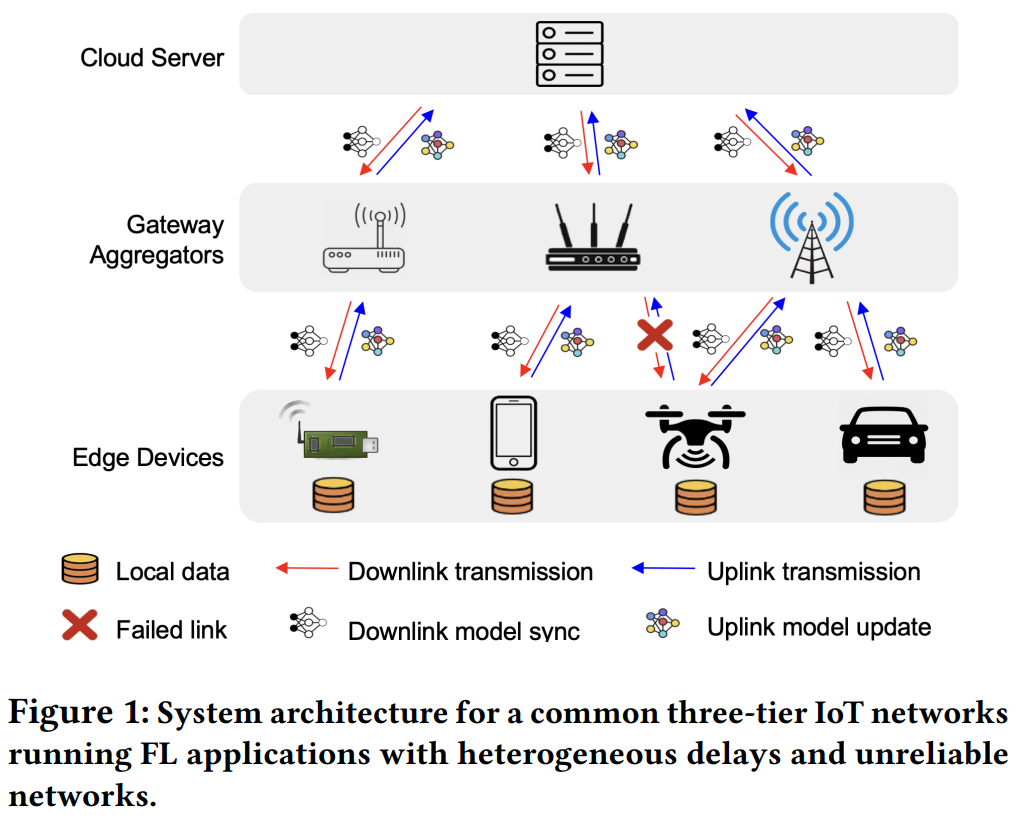 Cloud Server
Gateway
Aggregators
Edge Devices
Local data
Downlink transmission
Uplink transmission
Failed link
Downlink model sync
Uplink model update
Figure 1: System architecture for a common three-tier IoT networks
running FL applications with heterogeneous delays and unreliable
networks.